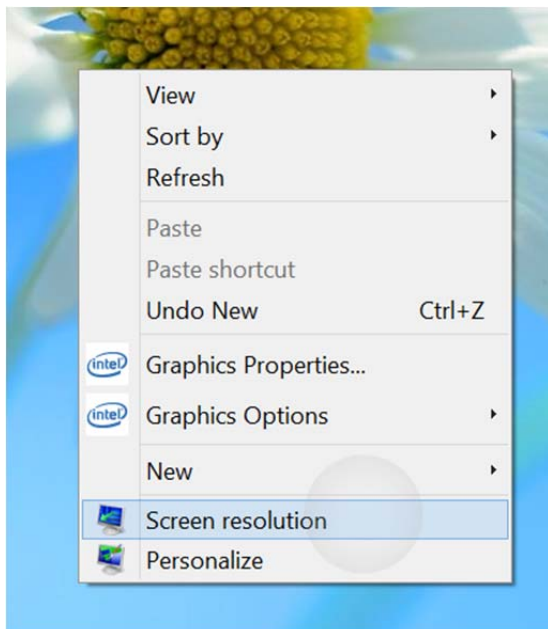 View
Sort by
Refresh
Paste
Paste shortcut
Undo New Ctrl+Z
intel Graphics Properties...
intel Graphics Options
New
Screen resolution
Personalize